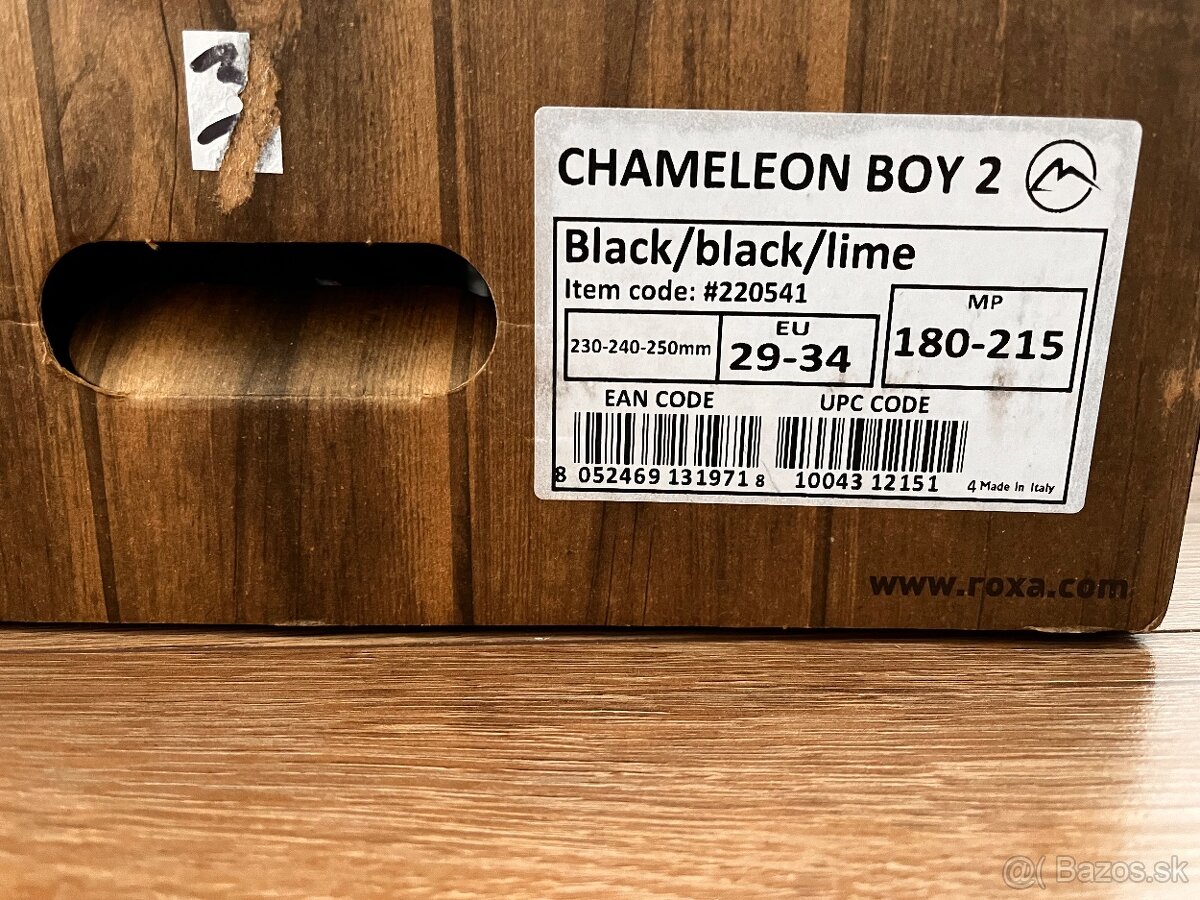 CHAMELEON BOY 2
Black/black/lime
Item code: #220541
MP
180-215
230-240-250mm
EU
29-34
EAN CODE
8 052469 131971
UPC CODE
8 10043 12151 4
Made in Italy
www.roxa.com
@( Bazos.sk